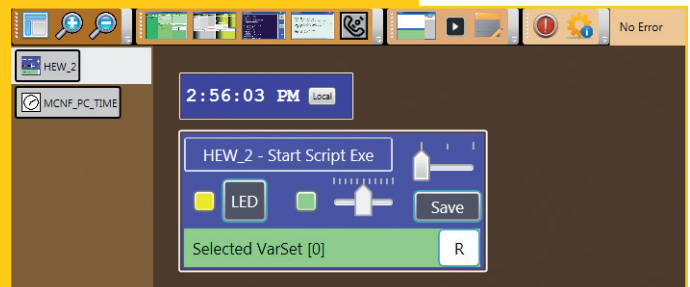 No Error
HEW_2
MCNF_PC_TIME
2:56:03 PM Local
HEW_2 - Start Script Exe
LED
Save
Selected VarSet [0]
R